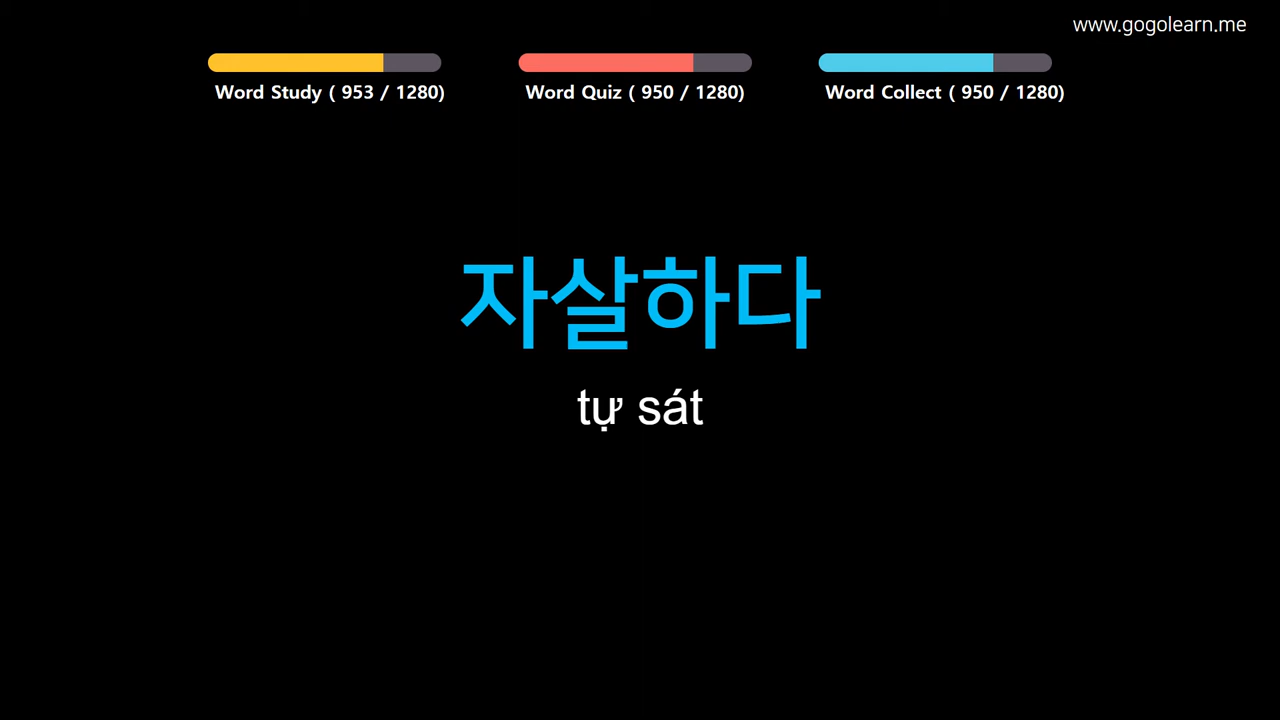 www.gogolearn.me
Word Study ( 953 / 1280)
Word Quiz ( 950 / 1280)
Word Collect ( 950 / 1280)
자살하다
tự sát